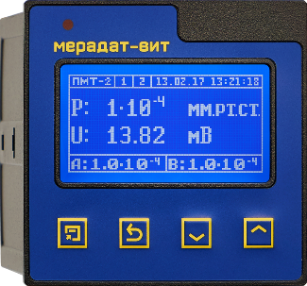 мерадат-вит
ПМТ-2 1 2 13.02.17 13:21:18
P: 1·10⁻⁴ мм.рт.ст.
U: 13.82 мВ
A:1.0·10⁻⁴ B:1.0·10⁻⁴